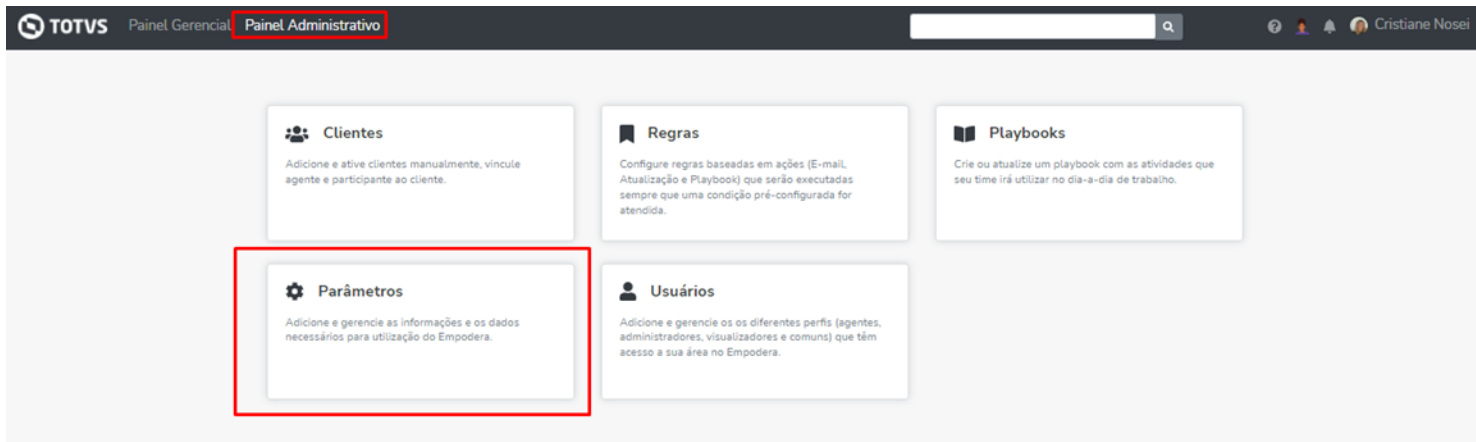 TOTVS Painel Gerencial Painel Administrativo Cristiane Nosei
Clientes
Adicione e ative clientes manualmente, vincule
agente e participante ao cliente.
Regras
Configure regras baseadas em ações (E-mail,
Atualização e Playbook) que serão executadas
sempre que uma condição pré-configurada for
atendida.
Playbooks
Crie ou atualize um playbook com as atividades que
seu time irá utilizar no dia-a-dia de trabalho.
Parâmetros
Adicione e gerencie as informações e os dados
necessários para utilização do Empodera.
Usuários
Adicione e gerencie os os diferentes perfis (agentes,
administradores, visualizadores e comuns) que têm
acesso a sua área no Empodera.